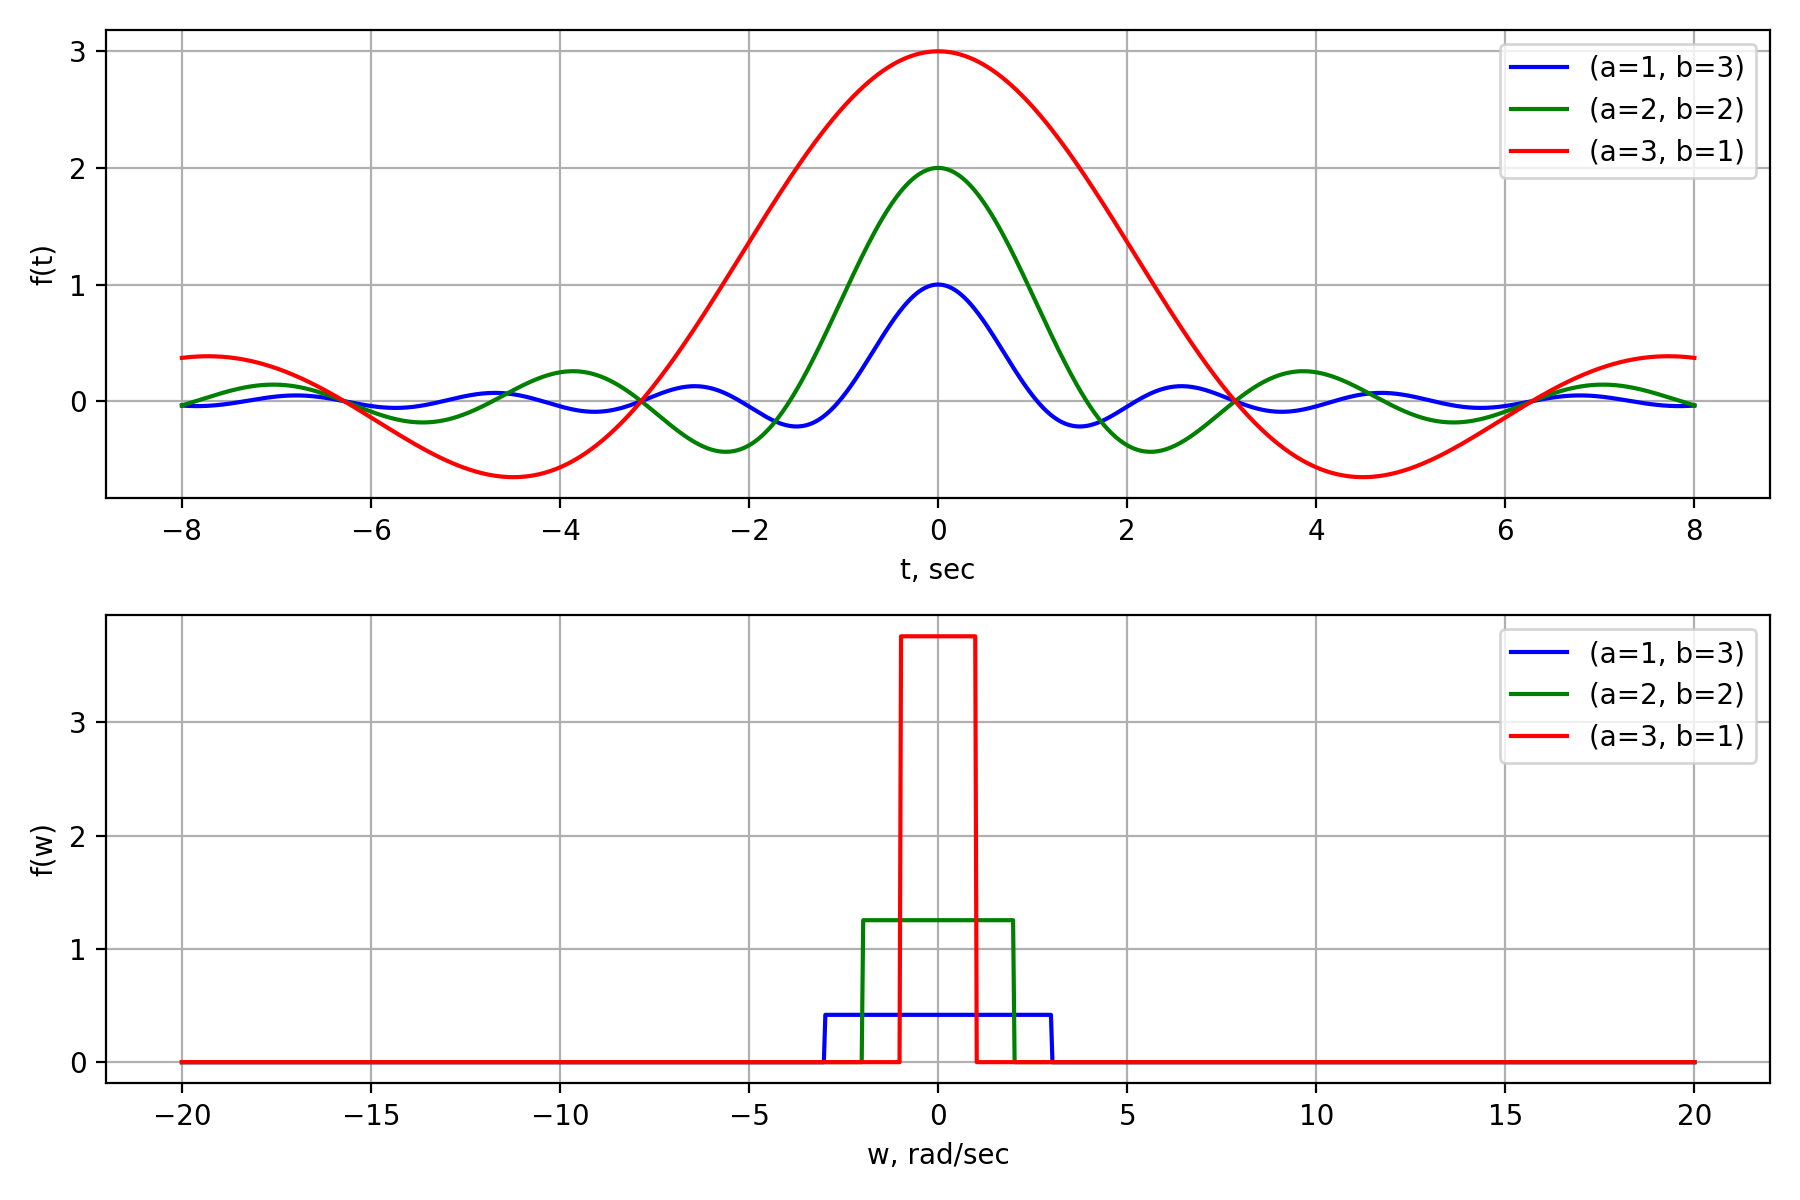 3
2
1
0
f(t)
(a=1, b=3)
(a=2, b=2)
(a=3, b=1)
−8 −6 −4 −2 0 2 4 6 8
t, sec
3
2
1
0
f(w)
(a=1, b=3)
(a=2, b=2)
(a=3, b=1)
−20 −15 −10 −5 0 5 10 15 20
w, rad/sec